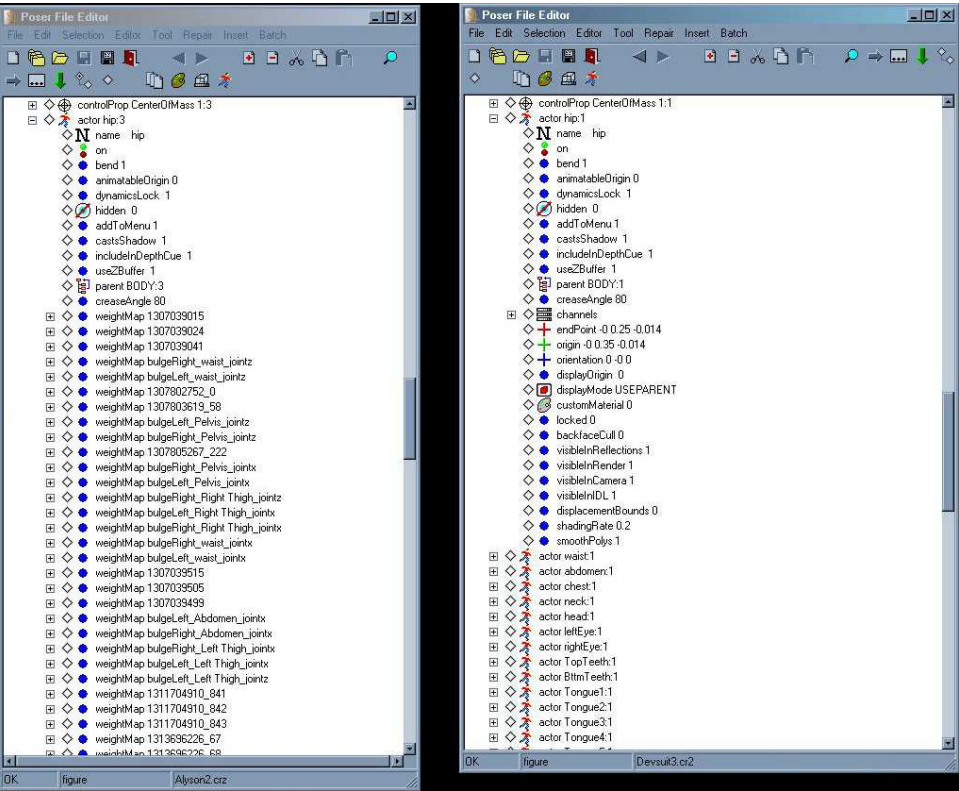 Poser File Editor
File Edit Selection Editor Tool Repair Insert Batch
controlProp CenterOfMass 1:3
actor hip:3
N name hip
on
bend 1
animatableOrigin 0
dynamicsLock 1
hidden 0
addToMenu 1
castsShadow 1
includeInDepthCue 1
useZBuffer 1
parent BODY:3
creaseAngle 80
weightMap 1307039015
weightMap 1307039024
weightMap 1307039041
weightMap bulgeRight_waist_jointz
weightMap bulgeLeft_waist_jointz
weightMap 1307802752_0
weightMap 1307803619_58
weightMap bulgeLeft_Pelvis_jointz
weightMap bulgeRight_Pelvis_jointz
weightMap 1307805267_222
weightMap bulgeRight_Pelvis_jointx
weightMap bulgeLeft_Pelvis_jointx
weightMap bulgeRight_Right Thigh_jointz
weightMap bulgeLeft_Right Thigh_jointx
weightMap bulgeRight_Right Thigh_jointx
weightMap bulgeRight_waist_jointx
weightMap bulgeLeft_waist_jointx
weightMap 1307039515
weightMap 1307039505
weightMap 1307039499
weightMap bulgeLeft_Abdomen_jointx
weightMap bulgeRight_Abdomen_jointx
weightMap bulgeRight_Left Thigh_jointx
weightMap bulgeLeft_Left Thigh_jointx
weightMap bulgeLeft_Left Thigh_jointz
weightMap 1311704910_841
weightMap 1311704910_842
weightMap 1311704910_843
weightMap 1313696226_67
weightMap 1313696226_68
OK figure Alyson2.crz
Poser File Editor
File Edit Selection Editor Tool Repair Insert Batch
controlProp CenterOfMass 1:1
actor hip:1
N name hip
on
bend 1
animatableOrigin 0
dynamicsLock 1
hidden 0
addToMenu 1
castsShadow 1
includeInDepthCue 1
useZBuffer 1
parent BODY:1
creaseAngle 80
channels
endPoint -0 0.25 -0.014
origin -0 0.35 -0.014
orientation 0 -0 0
displayOrigin 0
displayMode USEPARENT
customMaterial 0
locked 0
backfaceCull 0
visibleInReflections 1
visibleInRender 1
visibleInCamera 1
visibleInIDL 1
displacementBounds 0
shadingRate 0.2
smoothPolys 1
actor waist:1
actor abdomen:1
actor chest:1
actor neck:1
actor head:1
actor leftEye:1
actor rightEye:1
actor TopTeeth:1
actor BttmTeeth:1
actor Tongue1:1
actor Tongue2:1
actor Tongue3:1
actor Tongue4:1
OK figure Devsuit3.cr2